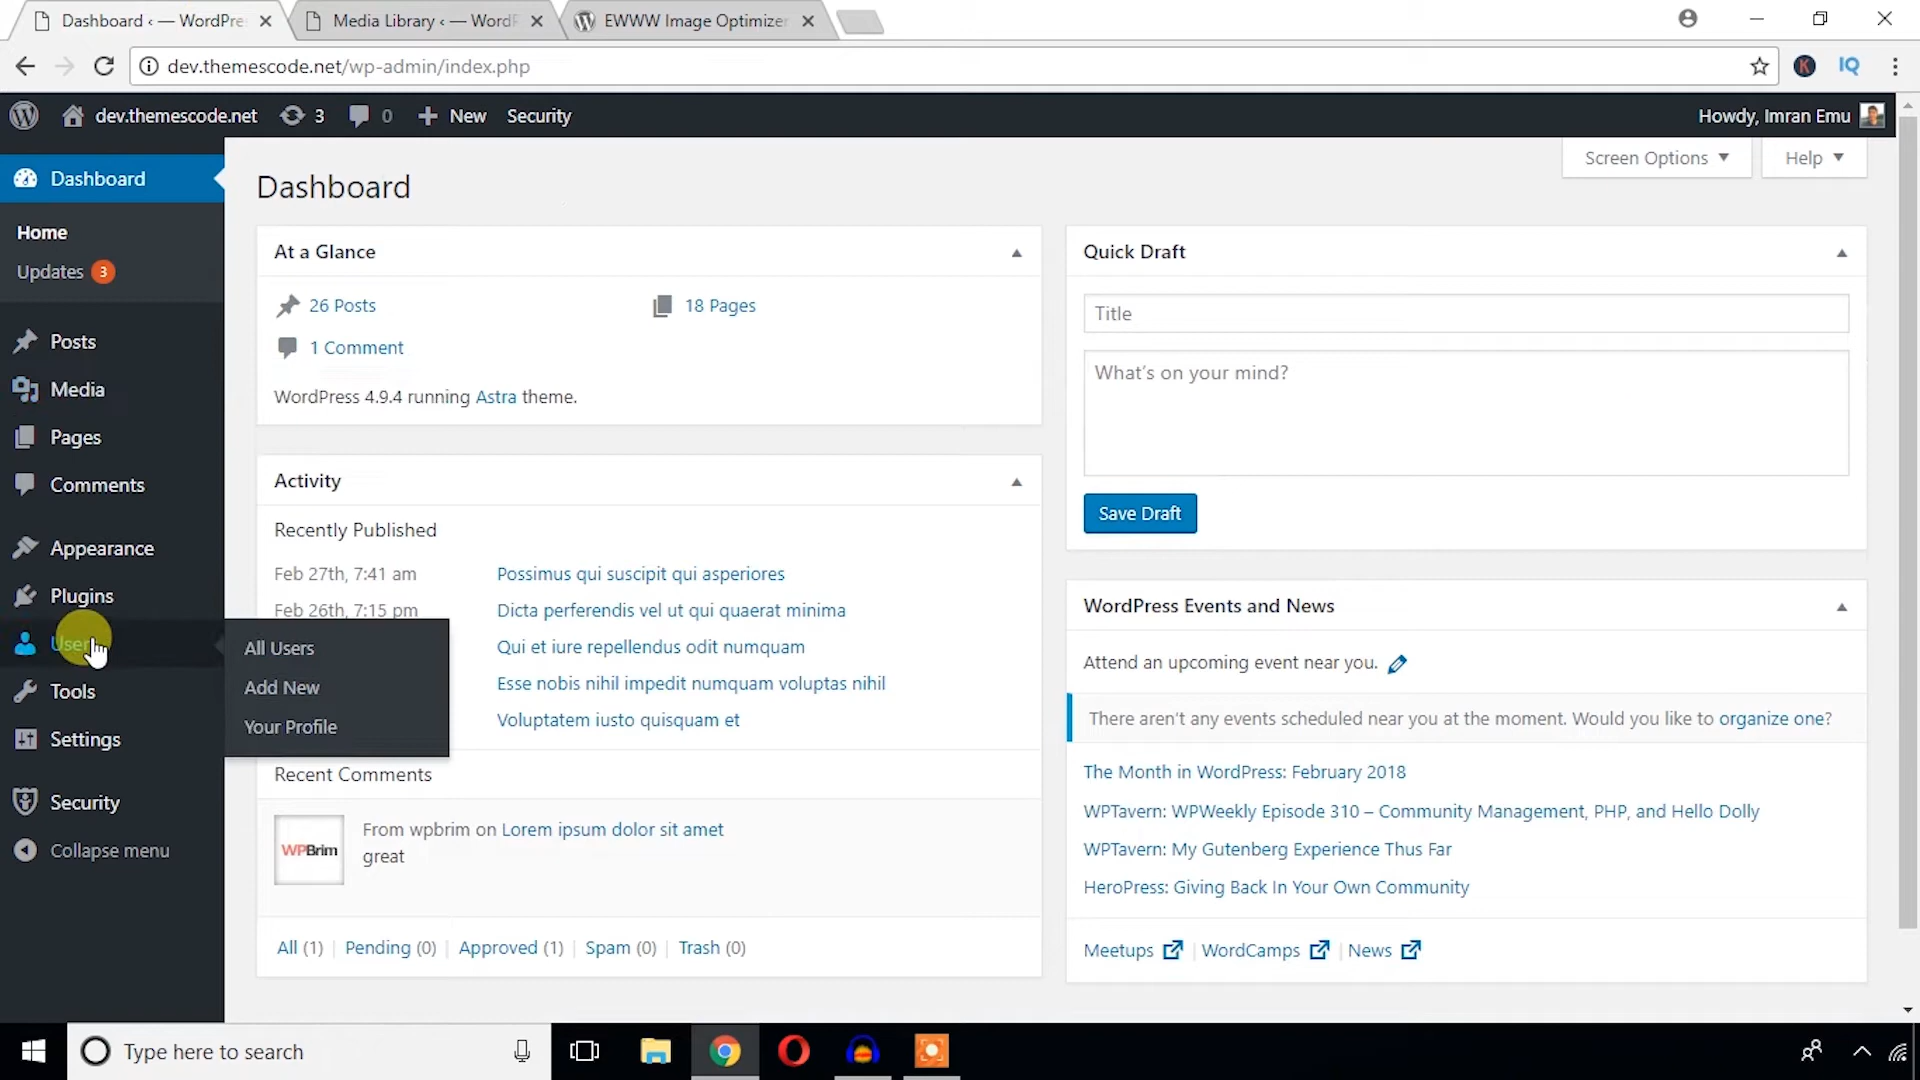 Dashboard ‹ — WordPre
Media Library ‹ — WordP
EWWW Image Optimizer
dev.themescode.net/wp-admin/index.php
IQ
dev.themescode.net
3
0
New
Security
Howdy, Imran Emu
Screen Options
Help
Dashboard
Home
Updates 3
Posts
Media
Pages
Comments
Appearance
Plugins
Tools
Settings
Security
Collapse menu
All Users
Add New
Your Profile
Dashboard
At a Glance
26 Posts
18 Pages
1 Comment
WordPress 4.9.4 running Astra theme.
Activity
Recently Published
Feb 27th, 7:41 am Possimus qui suscipit qui asperiores
Feb 26th, 7:15 pm Dicta perferendis vel ut qui quaerat minima
Qui et iure repellendus odit numquam
Esse nobis nihil impedit numquam voluptas nihil
Voluptatem iusto quisquam et
Recent Comments
WPBrim
From wpbrim on Lorem ipsum dolor sit amet
great
All (1) | Pending (0) | Approved (1) | Spam (0) | Trash (0)
Quick Draft
Title
What's on your mind?
Save Draft
WordPress Events and News
Attend an upcoming event near you.
There aren't any events scheduled near you at the moment. Would you like to organize one?
The Month in WordPress: February 2018
WPTavern: WPWeekly Episode 310 – Community Management, PHP, and Hello Dolly
WPTavern: My Gutenberg Experience Thus Far
HeroPress: Giving Back In Your Own Community
Meetups | WordCamps | News
Type here to search